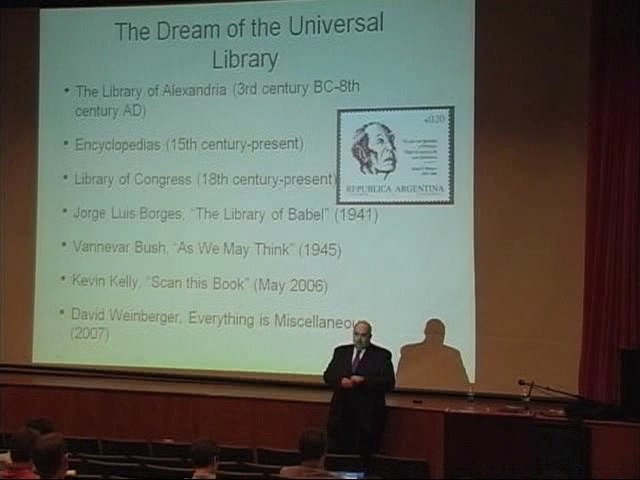 The Dream of the Universal
Library
• The Library of Alexandria (3rd century BC-8th
century AD)
• Encyclopedias (15th century-present)
• Library of Congress (18th century-present)
• Jorge Luis Borges, "The Library of Babel" (1941)
• Vannevar Bush, "As We May Think" (1945)
• Kevin Kelly, "Scan this Book" (May 2006)
• David Weinberger, Everything is Miscellaneou
(2007)
REPUBLICA ARGENTINA